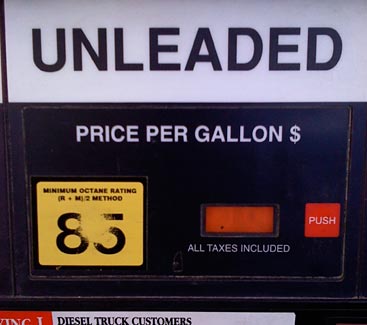 UNLEADED
PRICE PER GALLON $
MINIMUM OCTANE RATING
(R + M)/2 METHOD
85
PUSH
ALL TAXES INCLUDED
DIESEL TRUCK CUSTOMERS